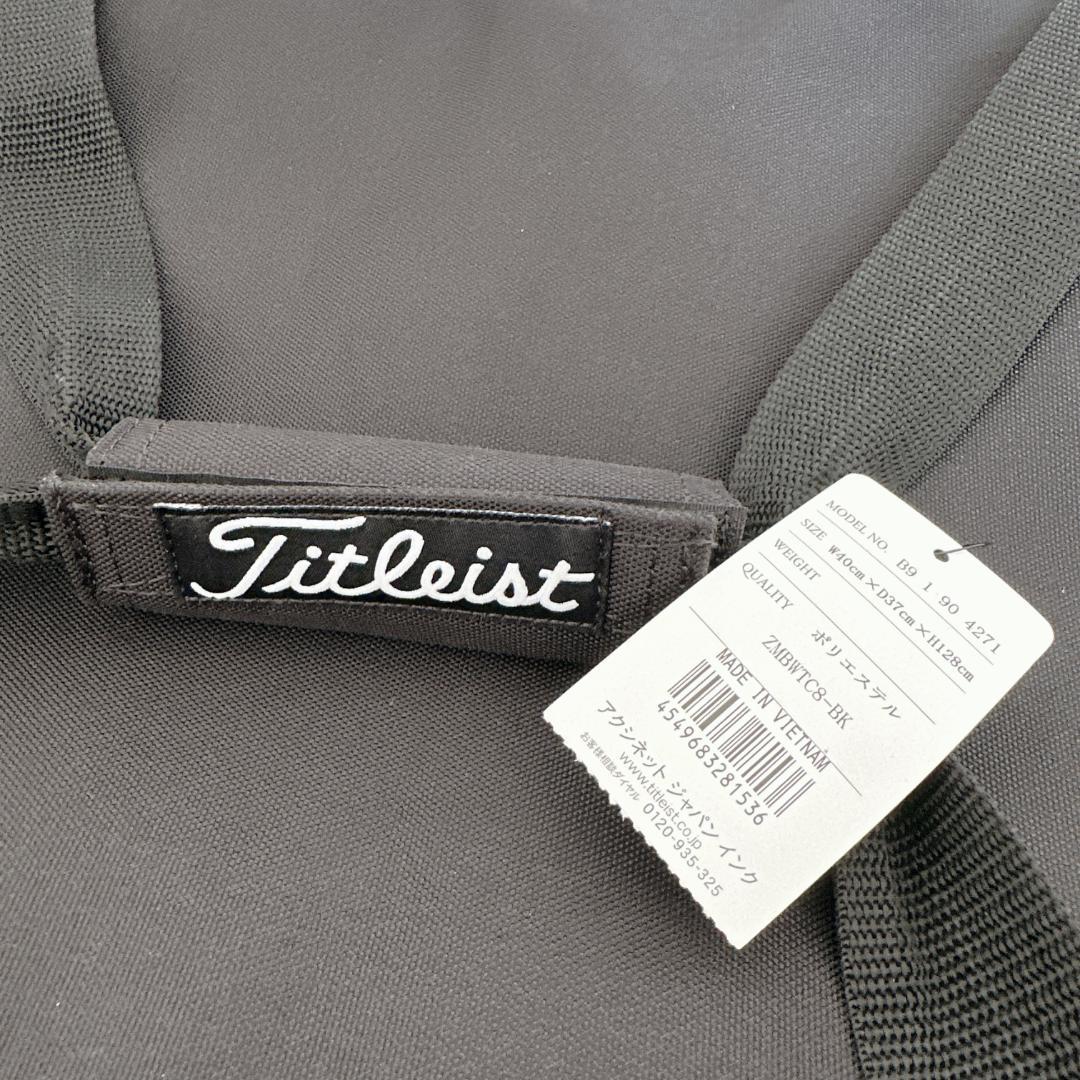 Titleist
MODEL NO. B9 1 90 4271
SIZE W40cm×D37cm×H128cm
WEIGHT
QUALITY ポリエステル
ZMBWTC8-BK
MADE IN VIETNAM
4549683281536
アクシネット ジャパン インク
www.titleist.co.jp
お客様相談ダイヤル 0120-935-325